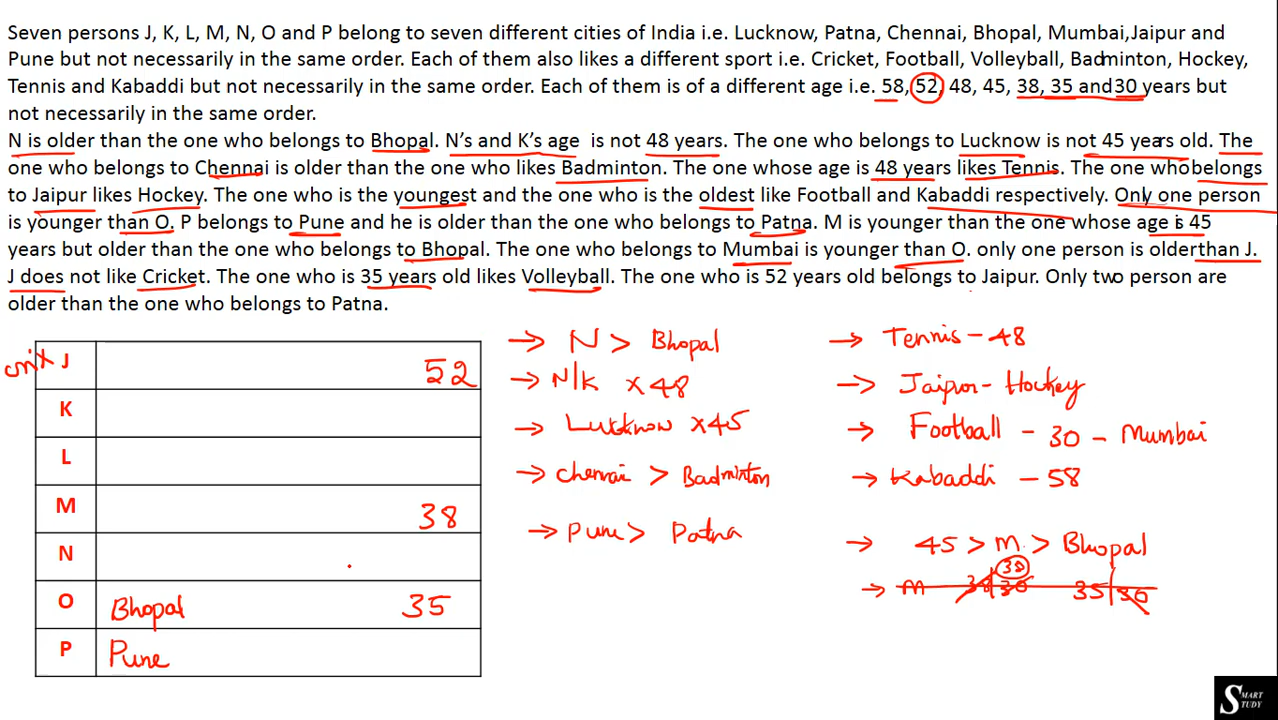 Seven persons J, K, L, M, N, O and P belong to seven different cities of India i.e. Lucknow, Patna, Chennai, Bhopal, Mumbai,Jaipur and
Pune but not necessarily in the same order. Each of them also likes a different sport i.e. Cricket, Football, Volleyball, Badminton, Hockey,
Tennis and Kabaddi but not necessarily in the same order. Each of them is of a different age i.e. 58, 52, 48, 45, 38, 35 and 30 years but
not necessarily in the same order.
N is older than the one who belongs to Bhopal. N's and K's age is not 48 years. The one who belongs to Lucknow is not 45 years old. The
one who belongs to Chennai is older than the one who likes Badminton. The one whose age is 48 years likes Tennis. The one who belongs
to Jaipur likes Hockey. The one who is the youngest and the one who is the oldest like Football and Kabaddi respectively. Only one person
is younger than O. P belongs to Pune and he is older than the one who belongs to Patna. M is younger than the one whose age is 45
years but older than the one who belongs to Bhopal. The one who belongs to Mumbai is younger than O. only one person is older than J.
J does not like Cricket. The one who is 35 years old likes Volleyball. The one who is 52 years old belongs to Jaipur. Only two person are
older than the one who belongs to Patna.
cri x J 52
K
L
M 38
N
O Bhopal 35
P Pune
→ N > Bhopal
→ N/K x 48
→ Lucknow x45
→ Chennai > Badminton
→ Pune > Patna
→ Tennis - 48
→ Jaipur - Hockey
→ Football - 30 - Mumbai
→ Kabaddi - 58
→ 45 > m > Bhopal
→ m 38 35 | 30
SMART STUDY